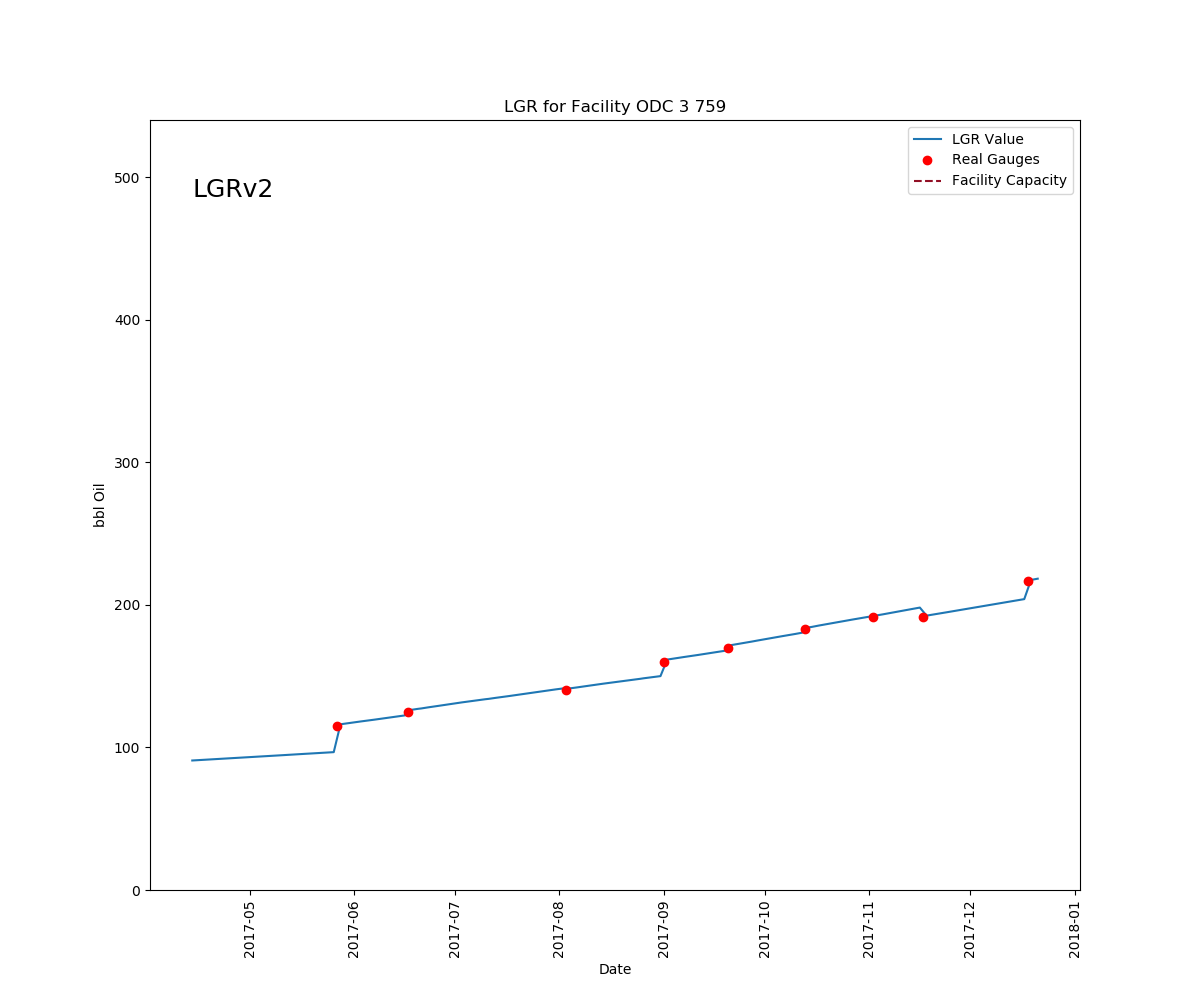 LGR for Facility ODC 3 759
LGRv2
LGR Value
Real Gauges
Facility Capacity
bbl Oil
500
400
300
200
100
0
2017-05
2017-06
2017-07
2017-08
2017-09
2017-10
2017-11
2017-12
2018-01
Date